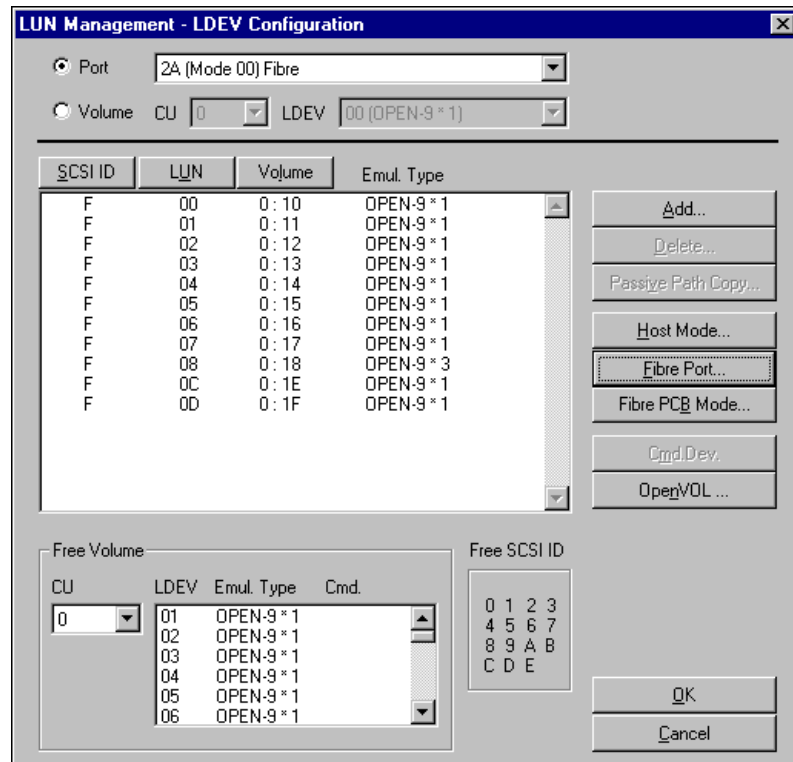 LUN Management - LDEV Configuration
Port 2A (Mode 00) Fibre
Volume CU 0 LDEV 00 (OPEN-9 * 1)
SCSI ID LUN Volume Emul. Type
F 00 0 : 10 OPEN-9 * 1
F 01 0 : 11 OPEN-9 * 1
F 02 0 : 12 OPEN-9 * 1
F 03 0 : 13 OPEN-9 * 1
F 04 0 : 14 OPEN-9 * 1
F 05 0 : 15 OPEN-9 * 1
F 06 0 : 16 OPEN-9 * 1
F 07 0 : 17 OPEN-9 * 1
F 08 0 : 18 OPEN-9 * 3
F 0C 0 : 1E OPEN-9 * 1
F 0D 0 : 1F OPEN-9 * 1
Add...
Delete...
Passive Path Copy...
Host Mode...
Fibre Port...
Fibre PCB Mode...
Cmd.Dev.
OpenVOL ...
Free Volume
CU LDEV Emul. Type Cmd.
0
01 OPEN-9 * 1
02 OPEN-9 * 1
03 OPEN-9 * 1
04 OPEN-9 * 1
05 OPEN-9 * 1
06 OPEN-9 * 1
Free SCSI ID
0 1 2 3
4 5 6 7
8 9 A B
C D E
OK
Cancel